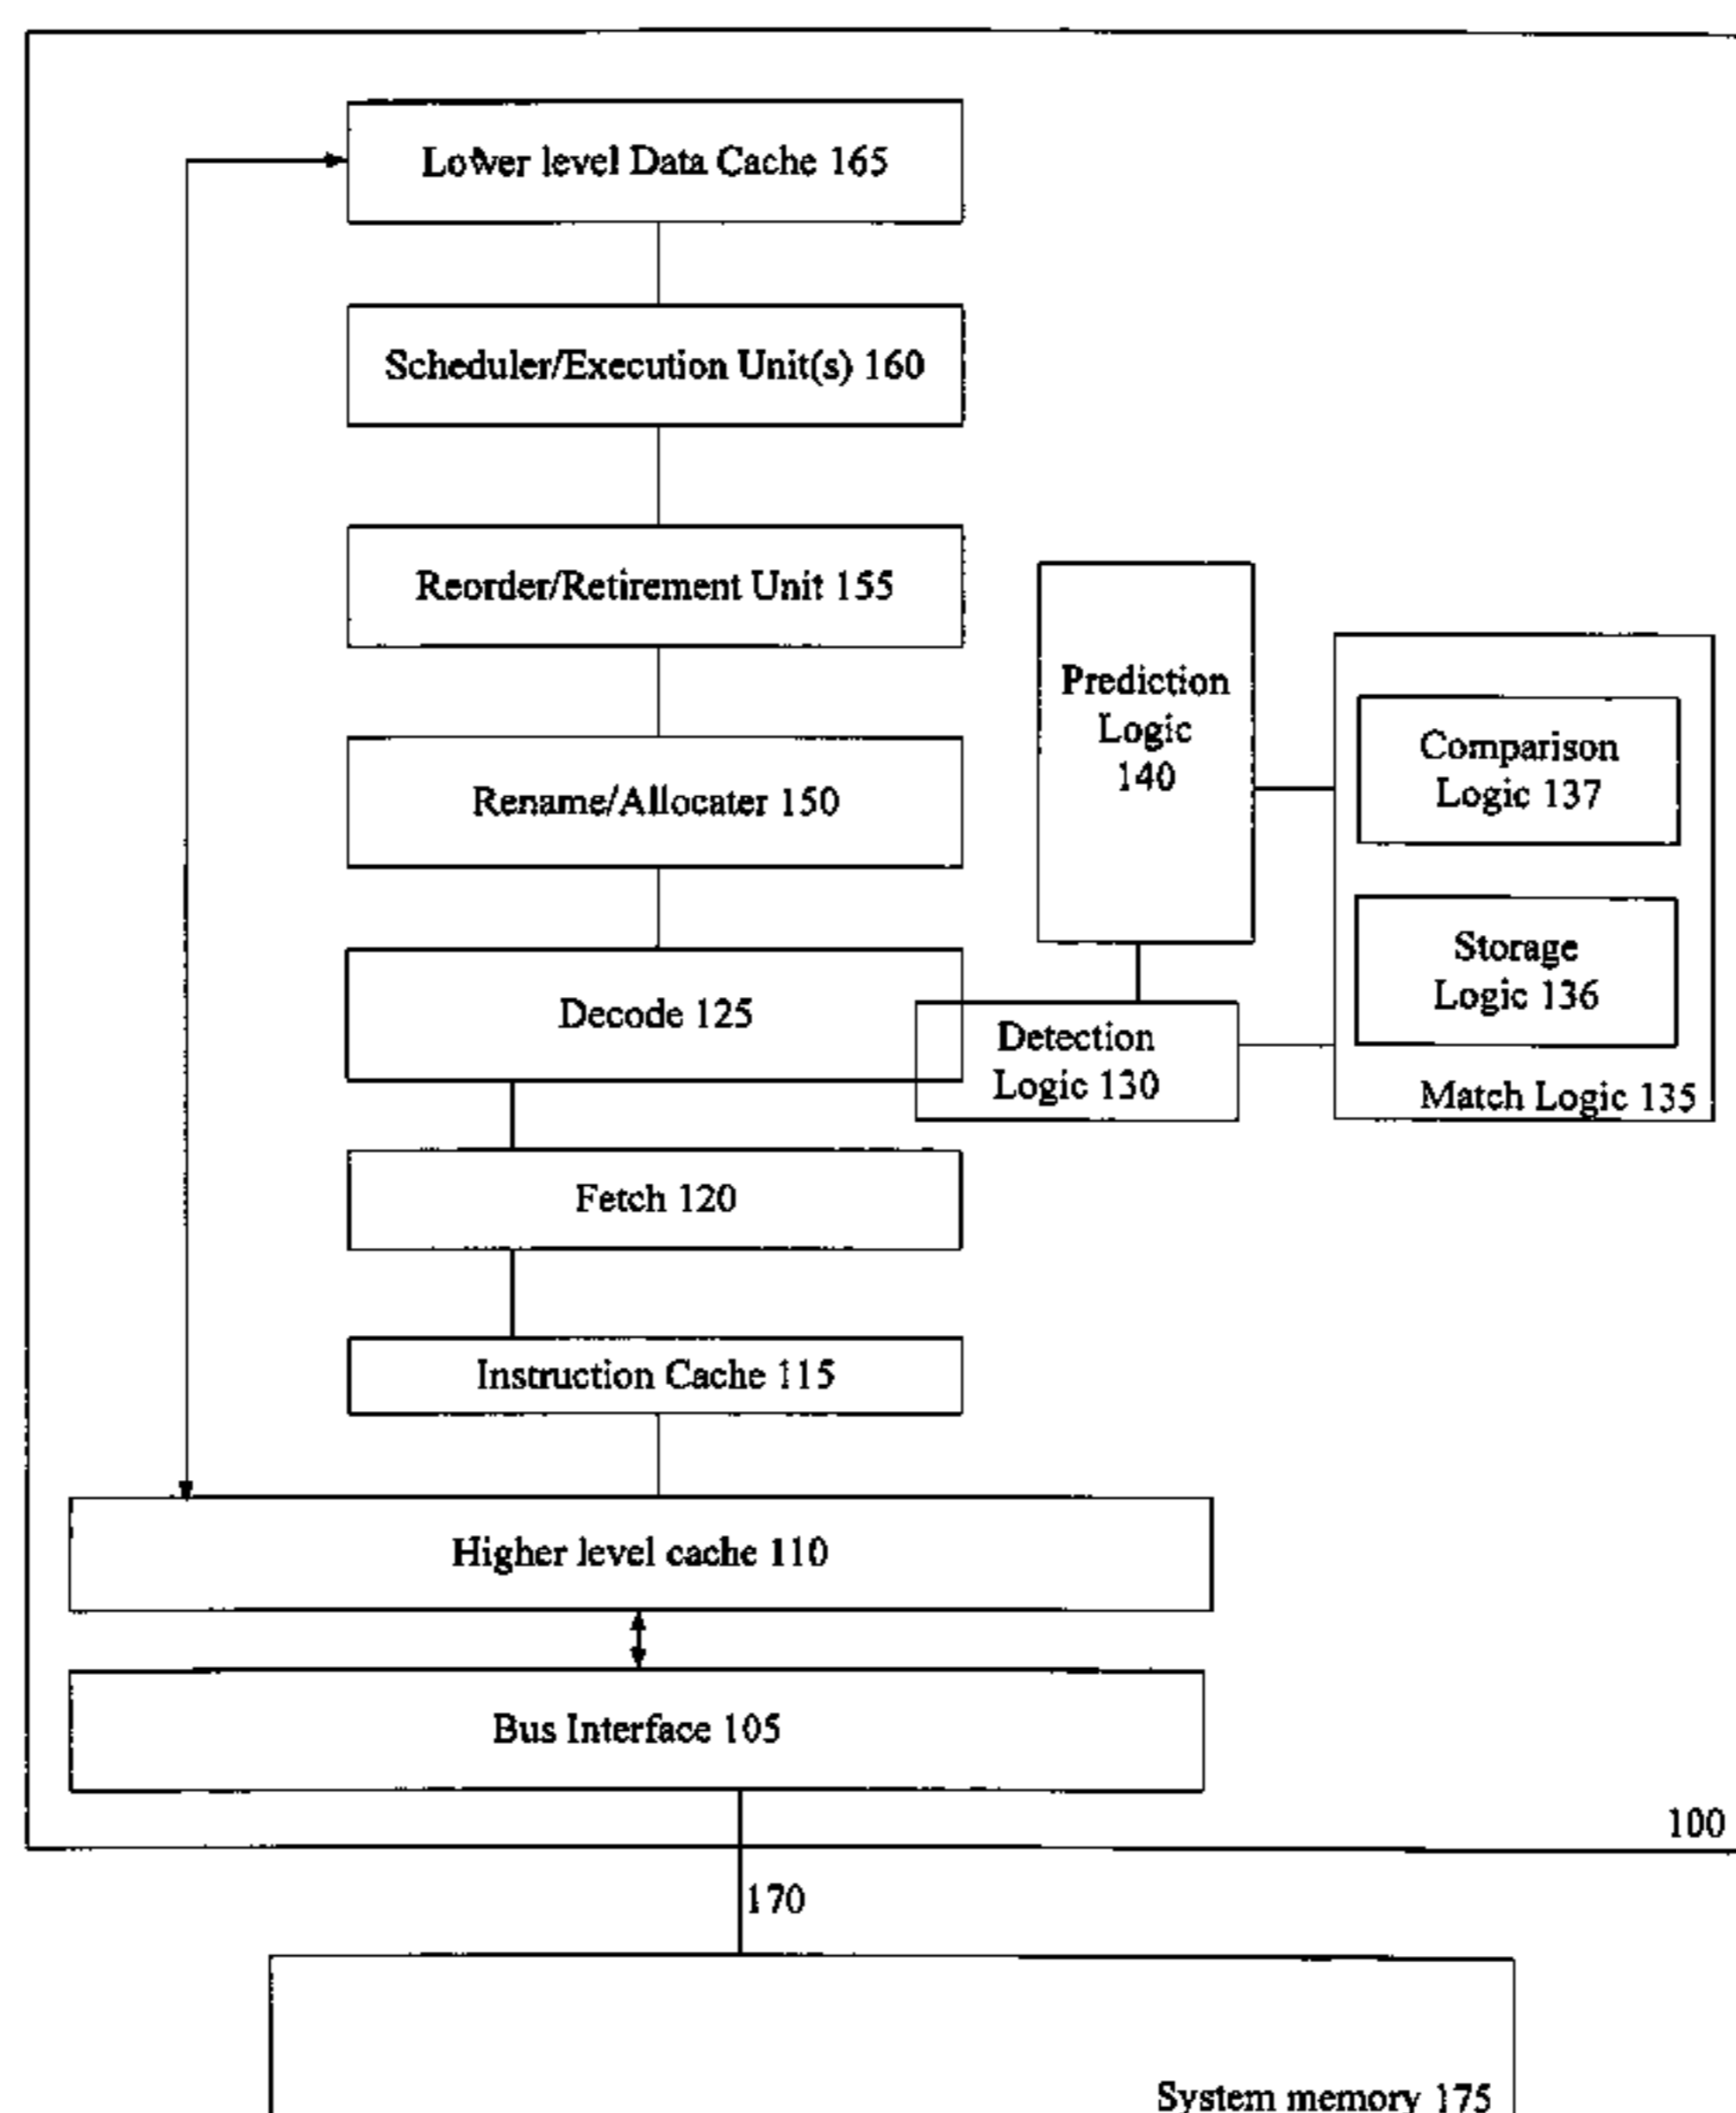 Lower level Data Cache 165
Scheduler/Execution Unit(s) 160
Reorder/Retirement Unit 155
Prediction
Logic
140
Comparison
Logic 137
Rename/Allocater 150
Storage
Logic 136
Decode 125
Detection
Logic 130
Match Logic 135
Fetch 120
Instruction Cache 115
Higher level cache 110
Bus Interface 105
100
170
System memory 175